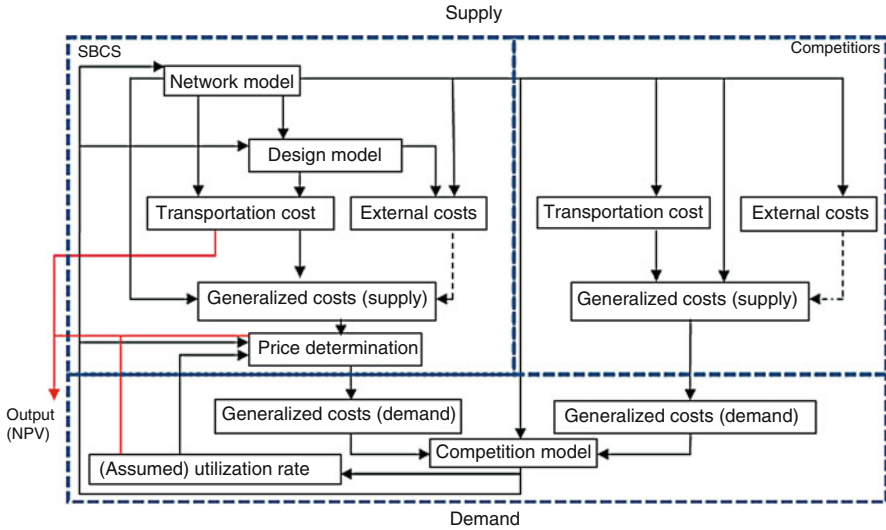 Supply
SBCS
Competitiors
Network model
Design model
Transportation cost
External costs
Transportation cost
External costs
Generalized costs (supply)
Generalized costs (supply)
Price determination
Output
(NPV)
Generalized costs (demand)
Generalized costs (demand)
Competition model
(Assumed) utilization rate
Demand